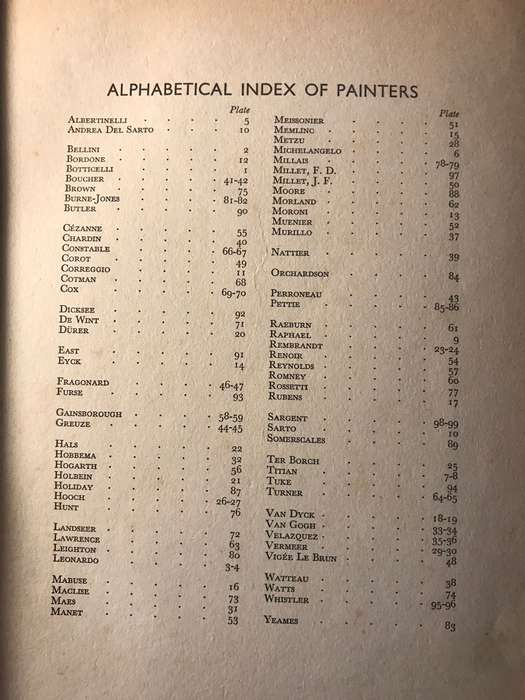 ALPHABETICAL INDEX OF PAINTERS
Plate
Albertinelli . . . . 5
Andrea Del Sarto . . . 10
Bellini . . . . . 2
Bordone . . . . . 12
Botticelli . . . . 1
Boucher . . . . 41-42
Brown . . . . . 75
Burne-Jones . . . . 81-82
Butler . . . . . 90
Cézanne . . . . . 55
Chardin . . . . . 40
Constable . . . . 66-67
Corot . . . . . 49
Correggio . . . . 11
Cotman . . . . . 68
Cox . . . . . 69-70
Dicksee . . . . . 92
De Wint . . . . . 71
Dürer . . . . . 20
East . . . . . 91
Eyck . . . . . 14
Fragonard . . . . 46-47
Furse . . . . . 93
Gainsborough . . . . 58-59
Greuze . . . . . 44-45
Hals . . . . . 22
Hobbema . . . . . 32
Hogarth . . . . . 56
Holbein . . . . . 21
Holiday . . . . . 87
Hooch . . . . . 26-27
Hunt . . . . . 76
Landseer . . . . . 72
Lawrence . . . . . 63
Leighton . . . . . 80
Leonardo . . . . . 3-4
Mabuse . . . . . 16
Maclise . . . . . 73
Maes . . . . . 31
Manet . . . . . 53
Plate
Meissonier . . . . 51
Memlinc . . . . . 15
Metzu . . . . . 28
Michelangelo . . . . 6
Millais . . . . . 78-79
Millet, F. D. . . . . 97
Millet, J. F. . . . . 50
Moore . . . . . 88
Morland . . . . . 62
Moroni . . . . . 13
Muenier . . . . . 52
Murillo . . . . . 37
Nattier . . . . . 39
Orchardson . . . . 84
Perroneau . . . . 43
Pettie . . . . . 85-86
Raeburn . . . . . 61
Raphael . . . . . 9
Rembrandt . . . . 23-24
Renoir . . . . . 54
Reynolds . . . . . 57
Romney . . . . . 60
Rossetti . . . . . 77
Rubens . . . . . 17
Sargent . . . . . 98-99
Sarto . . . . . 10
Somerscales . . . . 89
Ter Borch . . . . 25
Titian . . . . . 7-8
Tuke . . . . . 94
Turner . . . . . 64-65
Van Dyck . . . . . 18-19
Van Gogh . . . . . 33-34
Velazquez . . . . 35-36
Vermeer . . . . . 29-30
Vigée Le Brun . . . . 48
Watteau . . . . . 38
Watts . . . . . 74
Whistler . . . . . 95-96
Yeames . . . . . 83